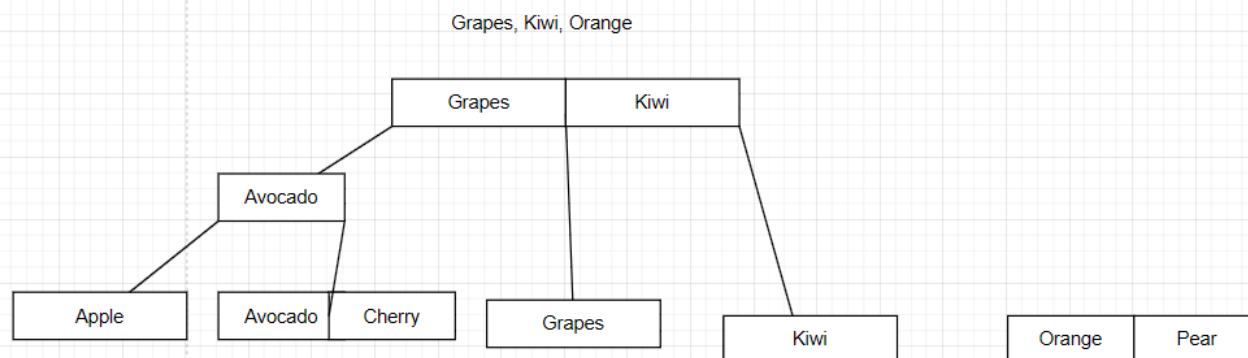 Grapes, Kiwi, Orange
Grapes Kiwi
Avocado
Apple Avocado Cherry Grapes Kiwi Orange Pear